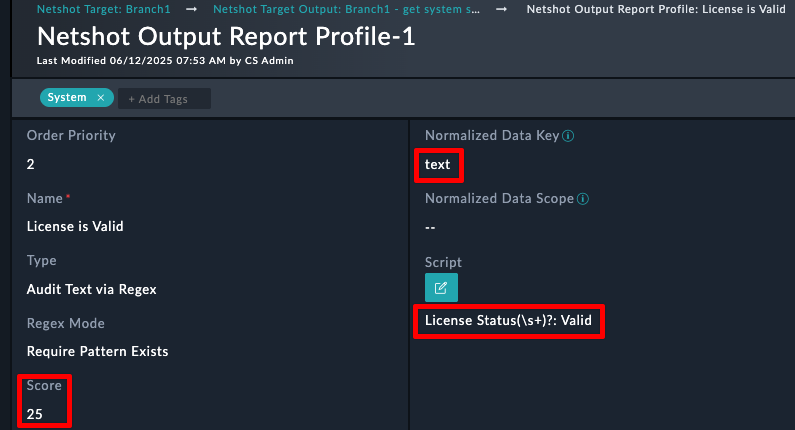 Netshot Target: Branch1 → Netshot Target Output: Branch1 - get system s... → Netshot Output Report Profile: License is Valid
Netshot Output Report Profile-1
Last Modified 06/12/2025 07:53 AM by CS Admin
System × + Add Tags
Order Priority
2
Name *
License is Valid
Type
Audit Text via Regex
Regex Mode
Require Pattern Exists
Score
25
Normalized Data Key
text
Normalized Data Scope
--
Script
License Status(\s+)?: Valid